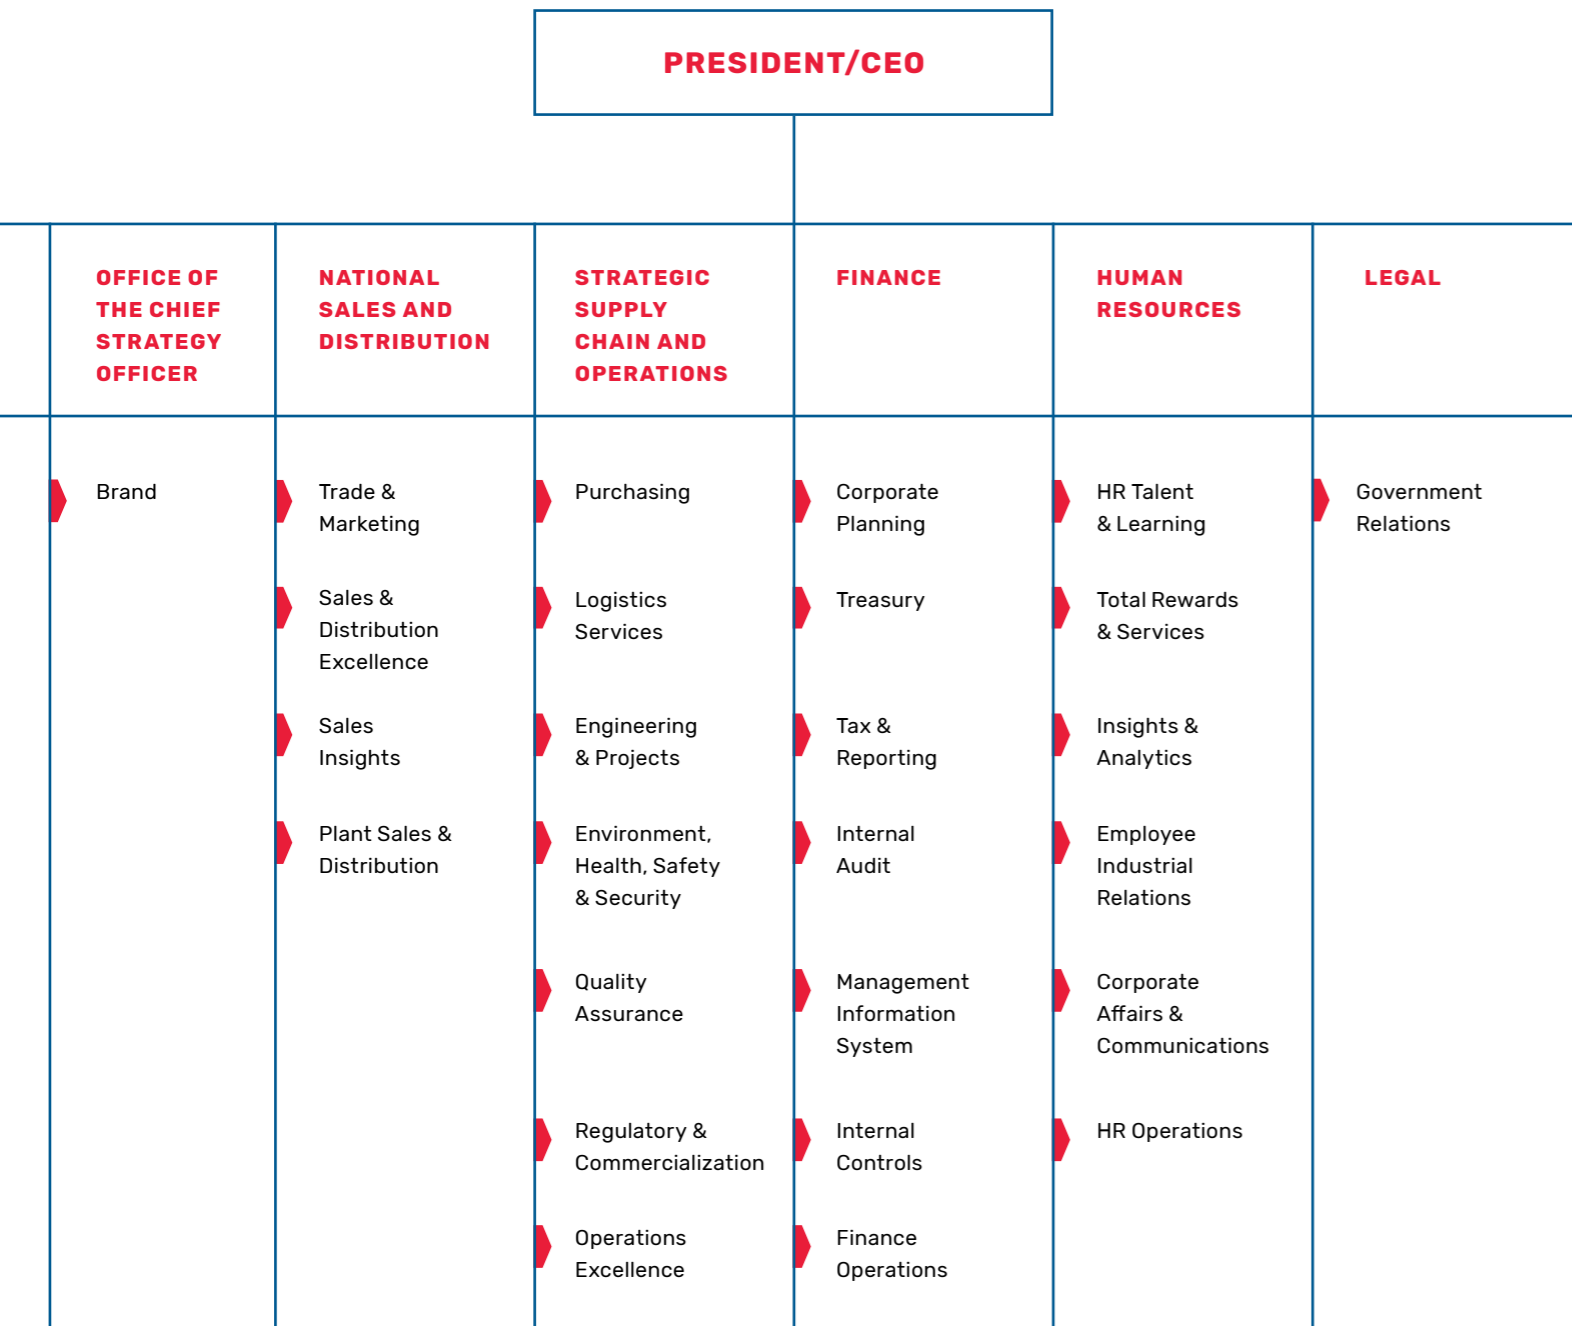 PRESIDENT/CEO
OFFICE OF
THE CHIEF
STRATEGY
OFFICER
NATIONAL
SALES AND
DISTRIBUTION
STRATEGIC
SUPPLY
CHAIN AND
OPERATIONS
FINANCE
HUMAN
RESOURCES
LEGAL
Brand
Trade &
Marketing
Sales &
Distribution
Excellence
Sales
Insights
Plant Sales &
Distribution
Purchasing
Logistics
Services
Engineering
& Projects
Environment,
Health, Safety
& Security
Quality
Assurance
Regulatory &
Commercialization
Operations
Excellence
Corporate
Planning
Treasury
Tax &
Reporting
Internal
Audit
Management
Information
System
Internal
Controls
Finance
Operations
HR Talent
& Learning
Total Rewards
& Services
Insights &
Analytics
Employee
Industrial
Relations
Corporate
Affairs &
Communications
HR Operations
Government
Relations